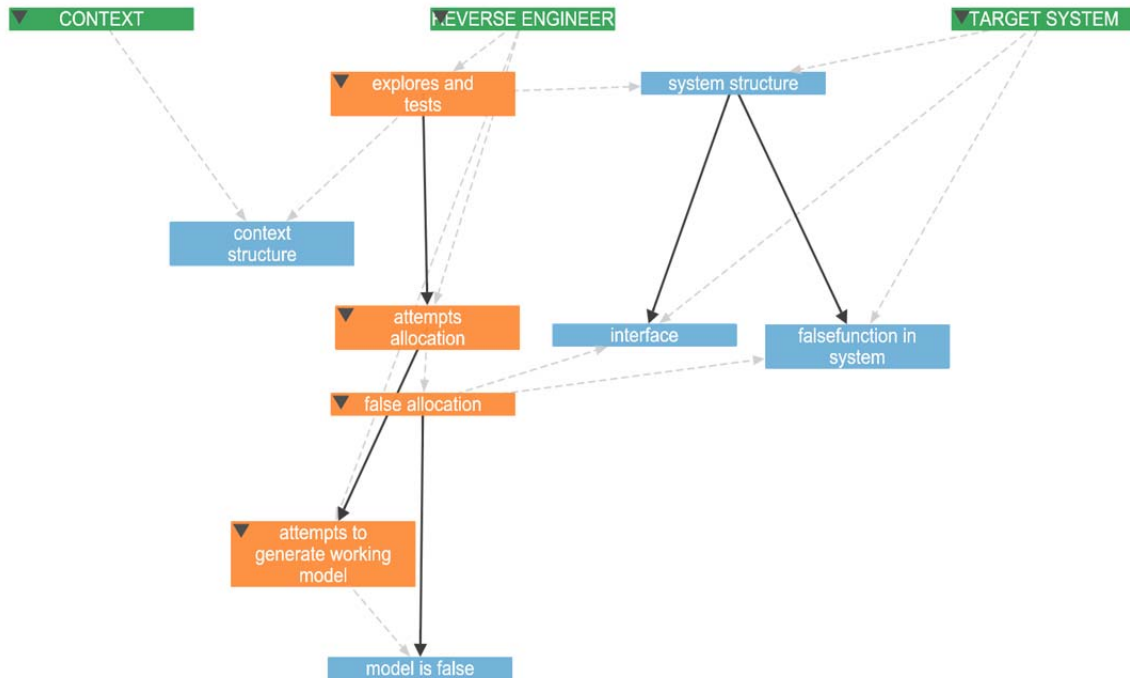 CONTEXT
REVERSE ENGINEER
TARGET SYSTEM
explores and
tests
system structure
context
structure
attempts
allocation
interface
falsefunction in
system
false allocation
attempts to
generate working
model
model is false